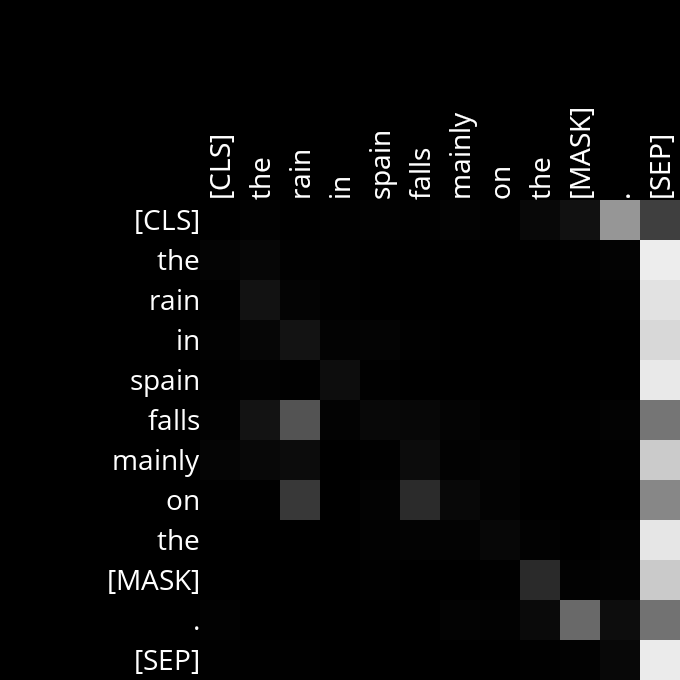 [CLS]
the
rain
in
spain
falls
mainly
on
the
[MASK]
.
[SEP]
[CLS]
the
rain
in
spain
falls
mainly
on
the
[MASK]
.
[SEP]